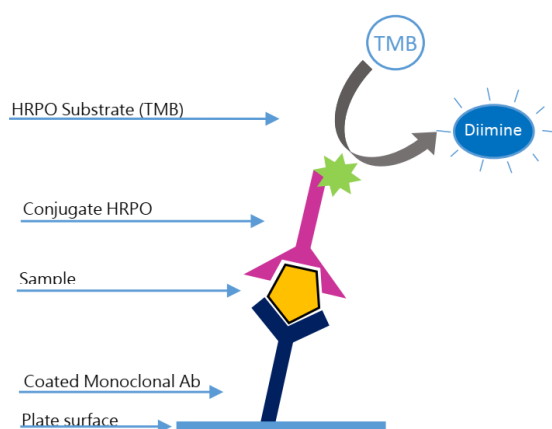 TMB
HRPO Substrate (TMB)
Diimine
Conjugate HRPO
Sample
Coated Monoclonal Ab
Plate surface